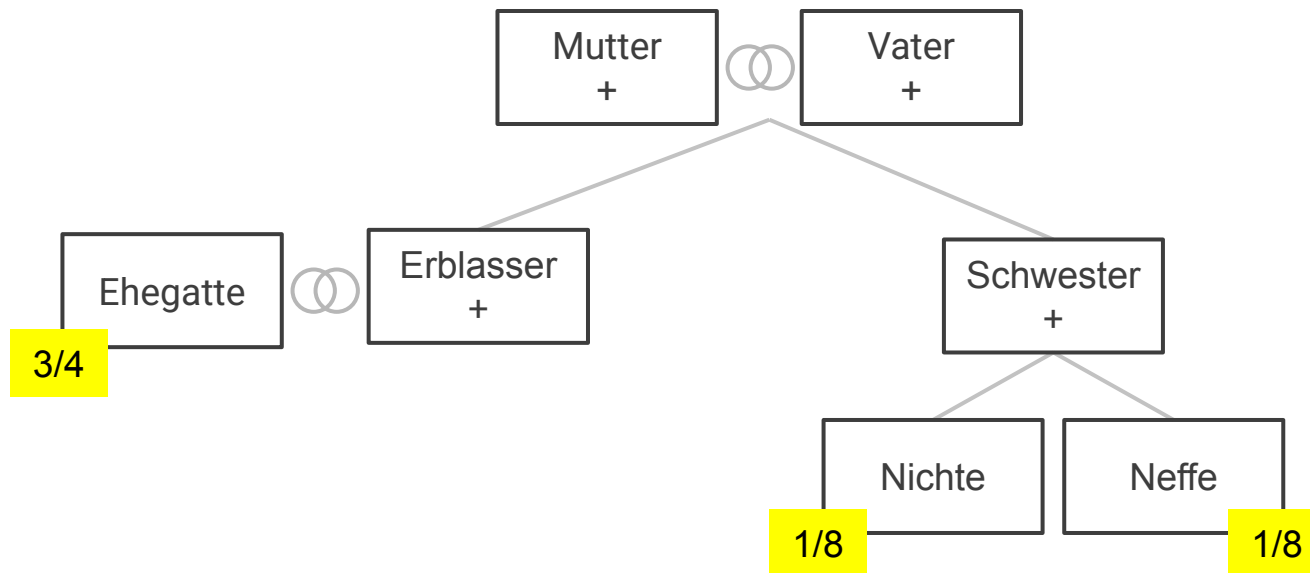 Mutter
+
Vater
+
Ehegatte
Erblasser
+
Schwester
+
3/4
Nichte
Neffe
1/8
1/8